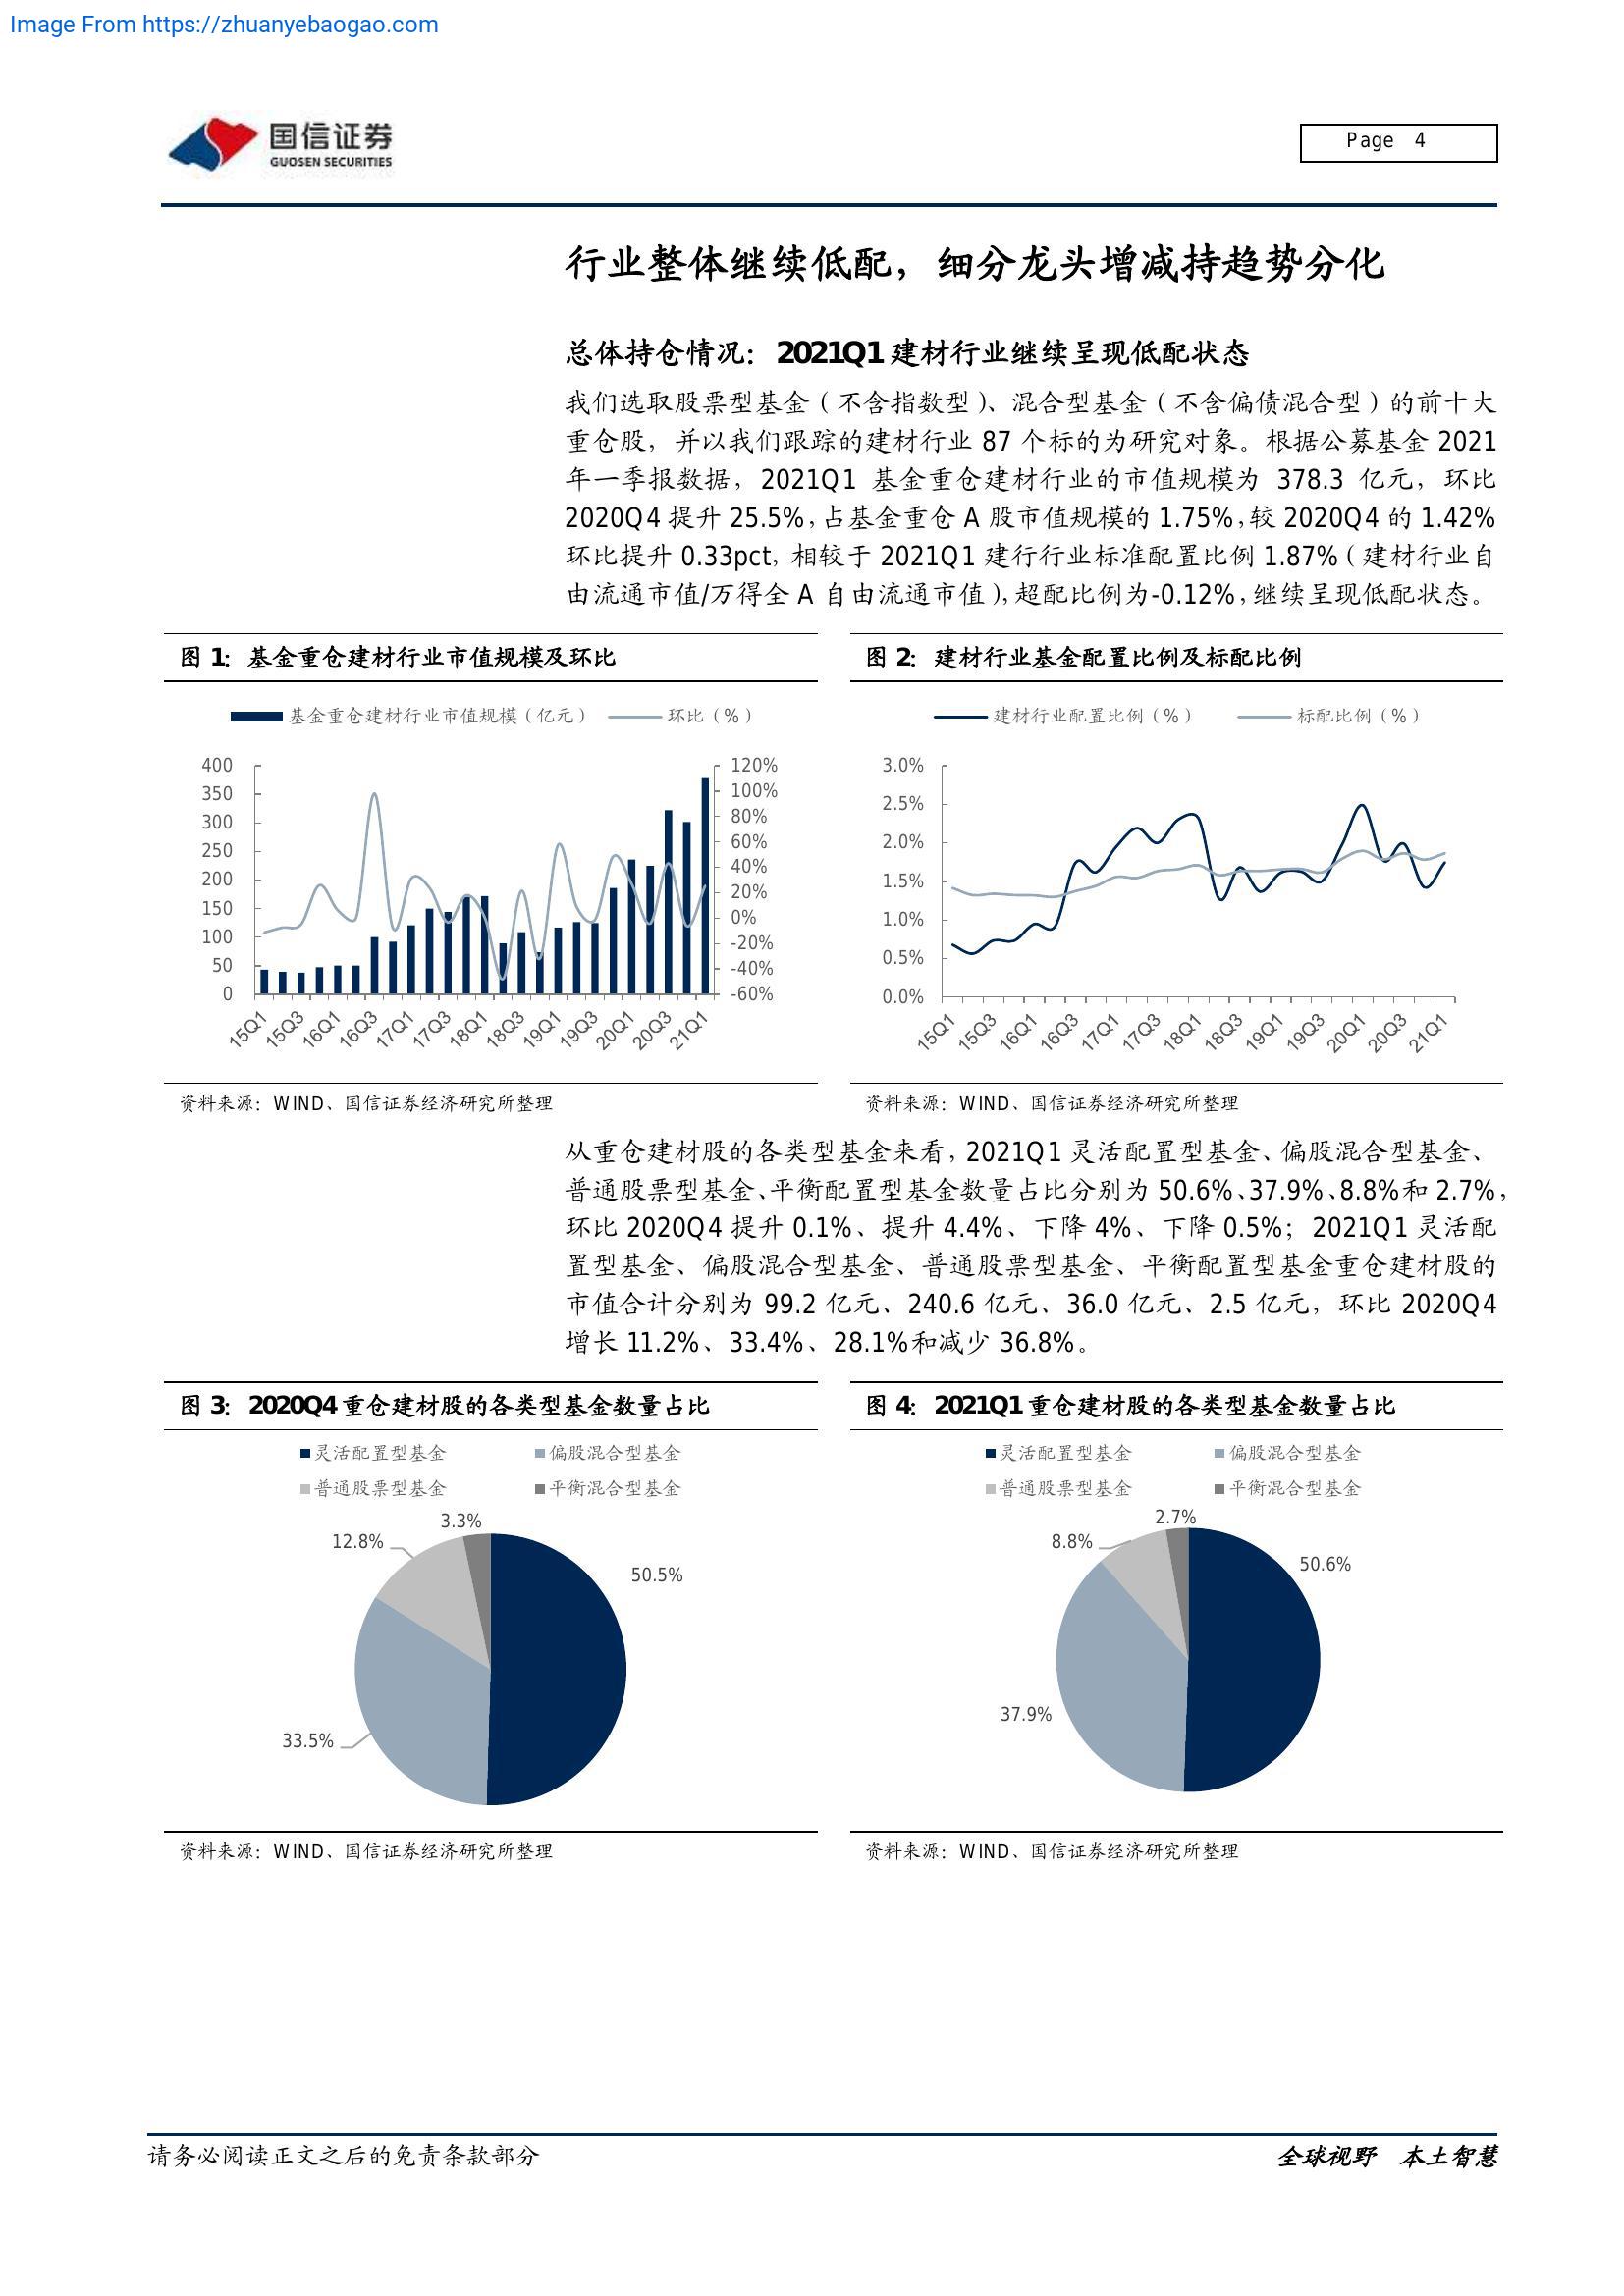 Image From https://zhuanyebaogao.com
国信证券
GUOSEN SECURITIES
Page 4
行业整体继续低配，细分龙头增减持趋势分化
总体持仓情况：2021Q1 建材行业继续呈现低配状态
我们选取股票型基金（不含指数型）、混合型基金（不含偏债混合型）的前十大
重仓股，并以我们跟踪的建材行业 87 个标的为研究对象。根据公募基金 2021
年一季报数据，2021Q1 基金重仓建材行业的市值规模为 378.3 亿元，环比
2020Q4 提升 25.5%，占基金重仓 A 股市值规模的 1.75%，较 2020Q4 的 1.42%
环比提升 0.33pct，相较于 2021Q1 建行行业标准配置比例 1.87%（建材行业自
由流通市值/万得全 A 自由流通市值），超配比例为-0.12%，继续呈现低配状态。
图 1：基金重仓建材行业市值规模及环比
基金重仓建材行业市值规模（亿元）
环比（%）
400
350
300
250
200
150
100
50
0
120%
100%
80%
60%
40%
20%
0%
-20%
-40%
-60%
15Q1
15Q3
16Q1
16Q3
17Q1
17Q3
18Q1
18Q3
19Q1
19Q3
20Q1
20Q3
21Q1
资料来源：WIND、国信证券经济研究所整理
图 2：建材行业基金配置比例及标配比例
建材行业配置比例（%）
标配比例（%）
3.0%
2.5%
2.0%
1.5%
1.0%
0.5%
0.0%
15Q1
15Q3
16Q1
16Q3
17Q1
17Q3
18Q1
18Q3
19Q1
19Q3
20Q1
20Q3
21Q1
资料来源：WIND、国信证券经济研究所整理
从重仓建材股的各类型基金来看，2021Q1 灵活配置型基金、偏股混合型基金、
普通股票型基金、平衡配置型基金数量占比分别为 50.6%、37.9%、8.8%和 2.7%，
环比 2020Q4 提升 0.1%、提升 4.4%、下降 4%、下降 0.5%；2021Q1 灵活配
置型基金、偏股混合型基金、普通股票型基金、平衡配置型基金重仓建材股的
市值合计分别为 99.2 亿元、240.6 亿元、36.0 亿元、2.5 亿元，环比 2020Q4
增长 11.2%、33.4%、28.1%和减少 36.8%。
图 3：2020Q4 重仓建材股的各类型基金数量占比
灵活配置型基金
偏股混合型基金
普通股票型基金
平衡混合型基金
3.3%
12.8%
50.5%
33.5%
资料来源：WIND、国信证券经济研究所整理
图 4：2021Q1 重仓建材股的各类型基金数量占比
灵活配置型基金
偏股混合型基金
普通股票型基金
平衡混合型基金
2.7%
8.8%
50.6%
37.9%
资料来源：WIND、国信证券经济研究所整理
请务必阅读正文之后的免责条款部分
全球视野 本土智慧